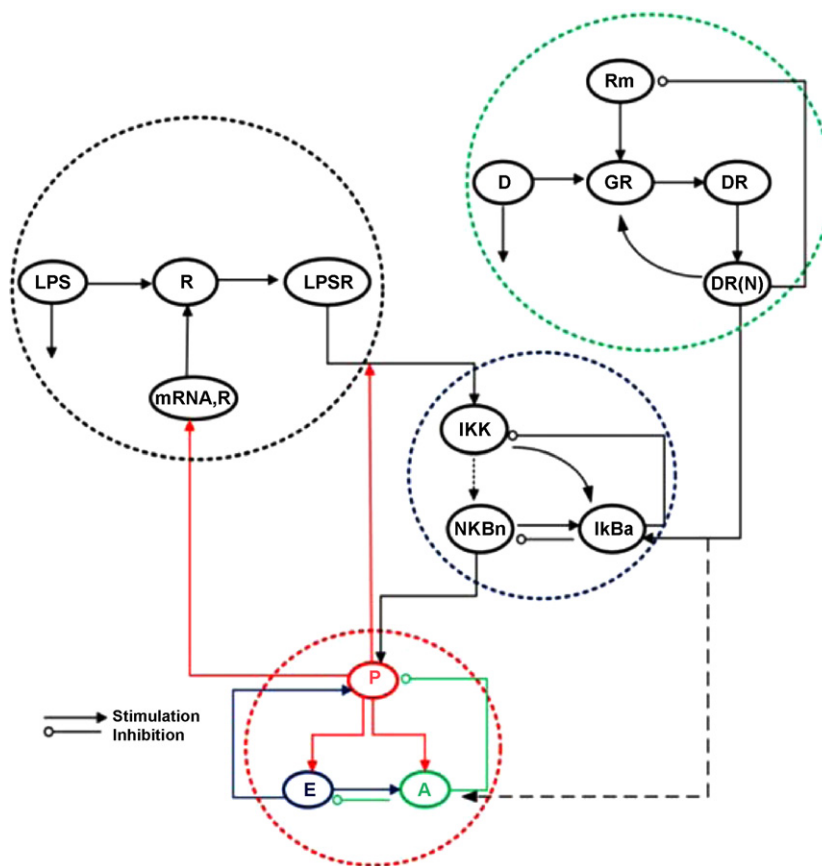 Rm
D
GR
DR
LPS
R
LPSR
DR(N)
mRNA,R
IKK
NKBn
IkBa
P
Stimulation
Inhibition
E
A